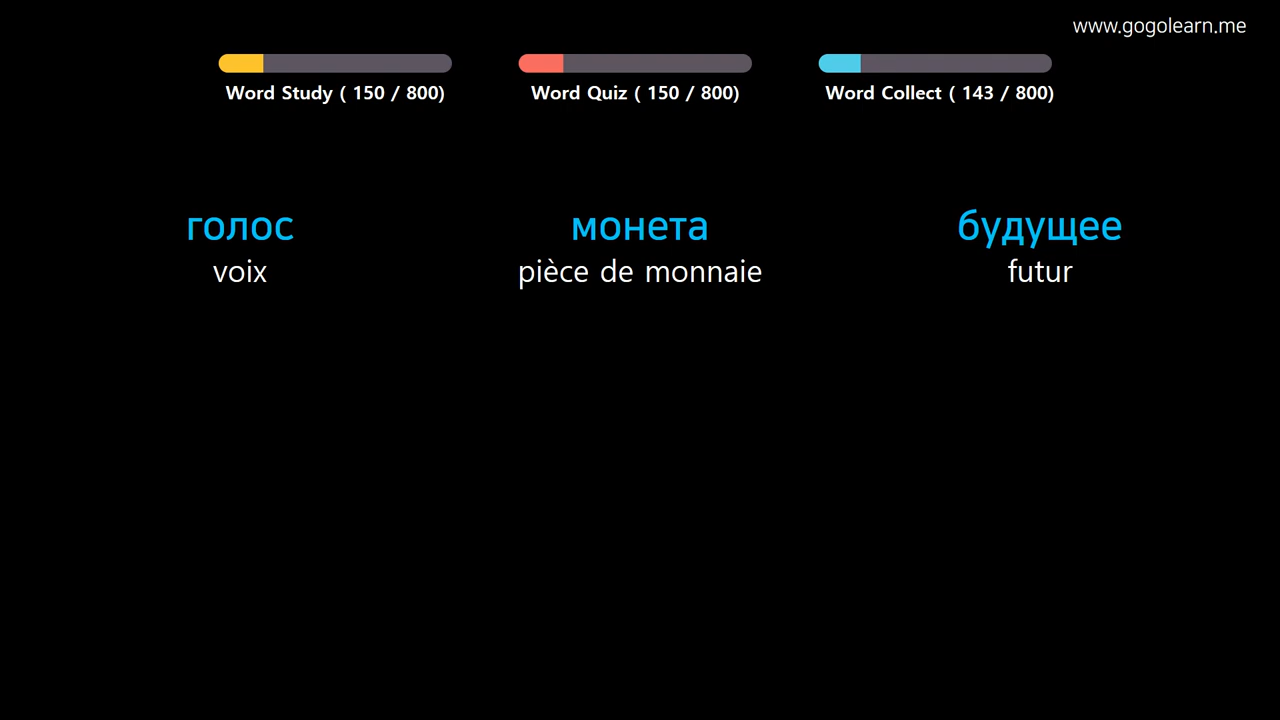 www.gogolearn.me
Word Study ( 150 / 800)
Word Quiz ( 150 / 800)
Word Collect ( 143 / 800)
голос
voix
монета
pièce de monnaie
будущее
futur